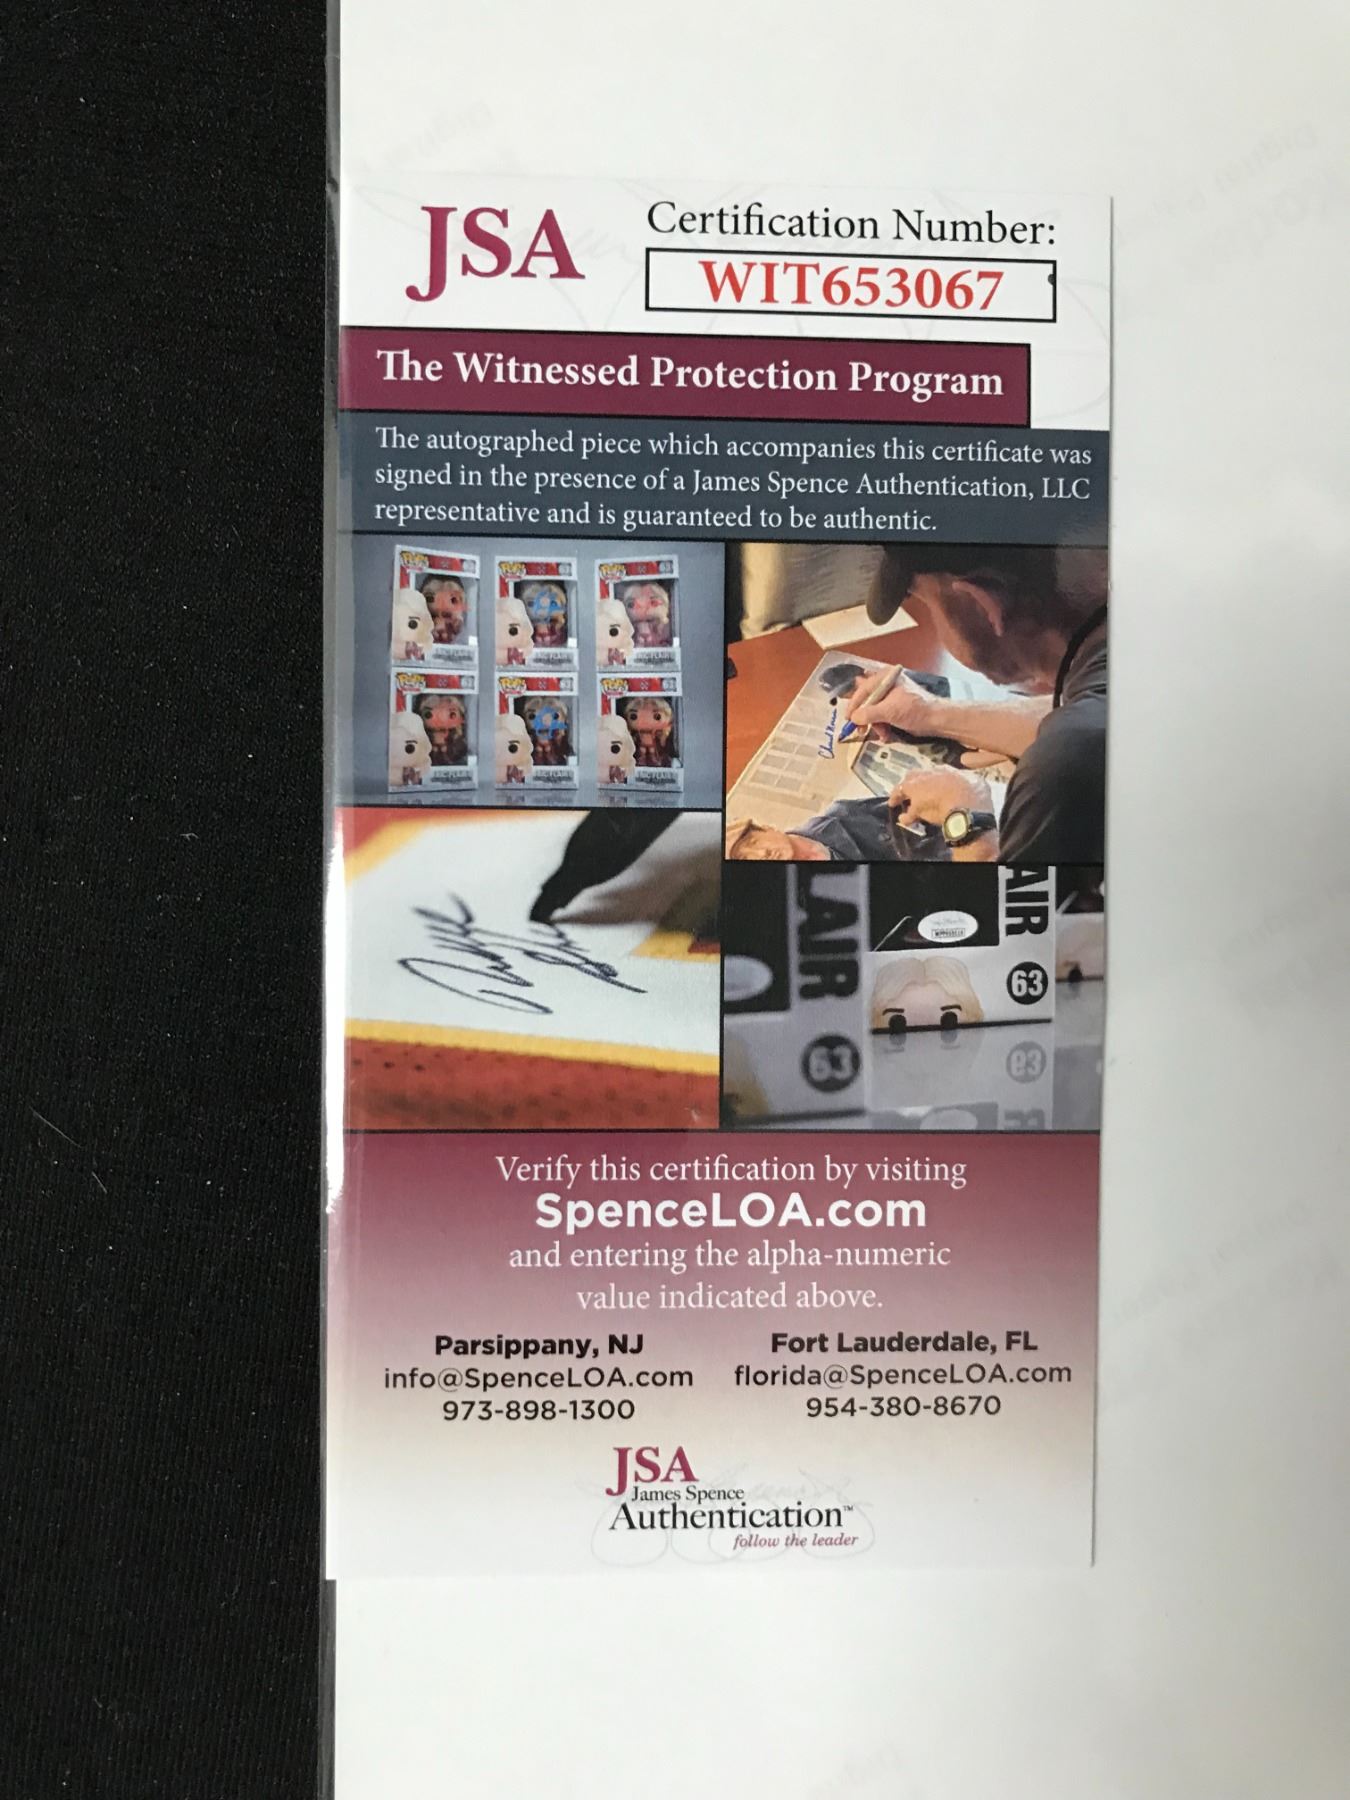 JSA
Certification Number:
WIT653067
The Witnessed Protection Program
The autographed piece which accompanies this certificate was
signed in the presence of a James Spence Authentication, LLC
representative and is guaranteed to be authentic.
LAIR
63
AIR
63
Verify this certification by visiting
SpenceLOA.com
and entering the alpha-numeric
value indicated above.
Parsippany, NJ
info@SpenceLOA.com
973-898-1300
Fort Lauderdale, FL
florida@SpenceLOA.com
954-380-8670
JSA
James Spence
Authentication™
follow the leader